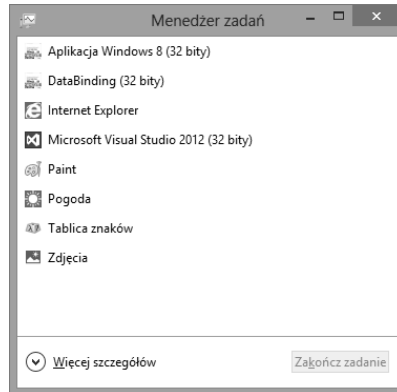 Menedżer zadań
Aplikacja Windows 8 (32 bity)
DataBinding (32 bity)
Internet Explorer
Microsoft Visual Studio 2012 (32 bity)
Paint
Pogoda
Tablica znaków
Zdjęcia
Więcej szczegółów
Zakończ zadanie